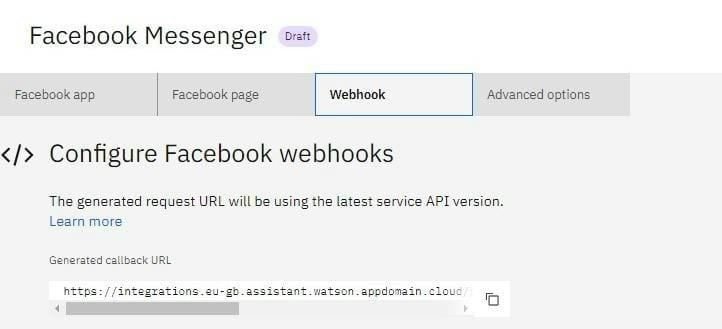 Facebook Messenger Draft
Facebook app Facebook page Webhook Advanced options
</> Configure Facebook webhooks
The generated request URL will be using the latest service API version.
Learn more
Generated callback URL
https://integrations.eu-gb.assistant.watson.appdomain.cloud/